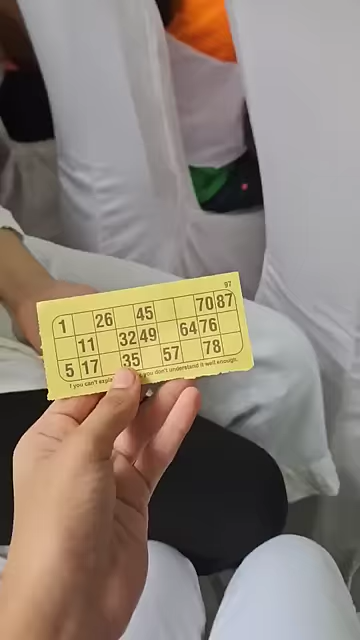 97
1 26 45 70 87
11 32 49 64 76
5 17 35 57 78
If you can't you don't understand it well enough.